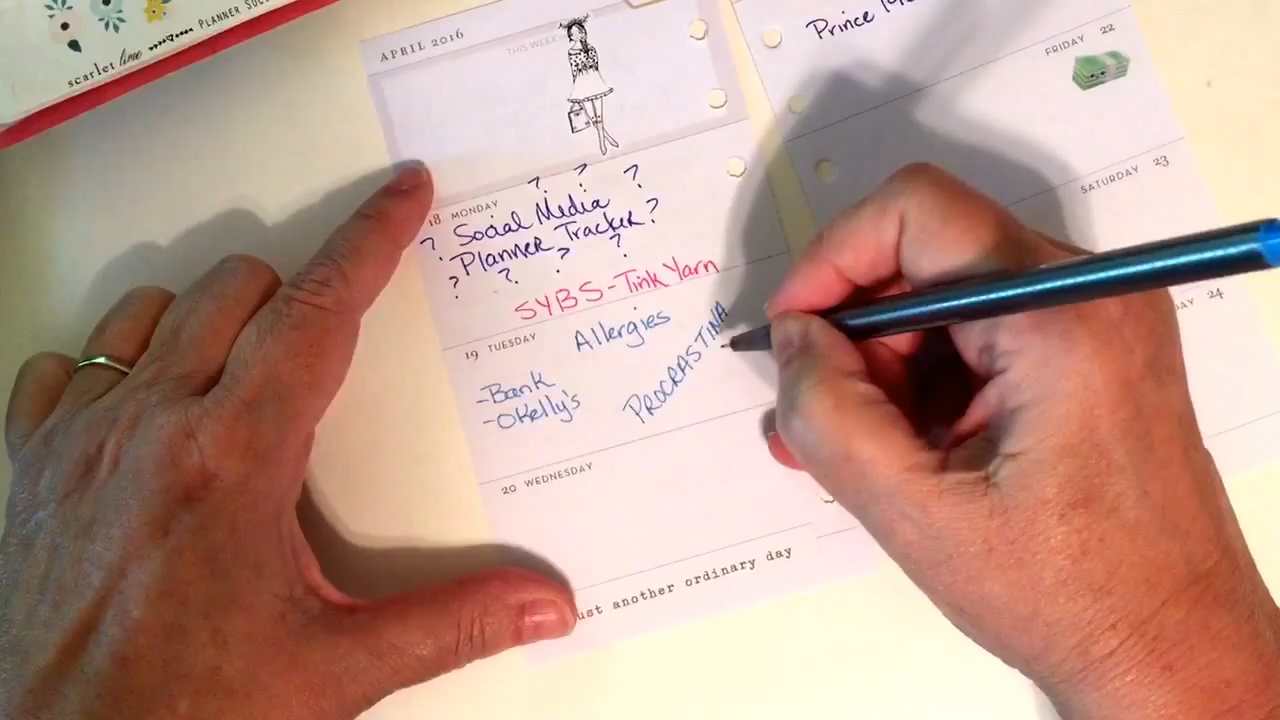 scarlet lime PLANNER SOC
APRIL 2016
THIS WEEK
18 MONDAY
? ? ?
? Social Media
Planner Tracker?
? ? ? ?
SYBS-Tink Yarn
19 TUESDAY
Allergies
-Bank
-OKelly's
PROCRASTINA
20 WEDNESDAY
ust another ordinary day
Prince
FRIDAY 22
SATURDAY 23
AY 24